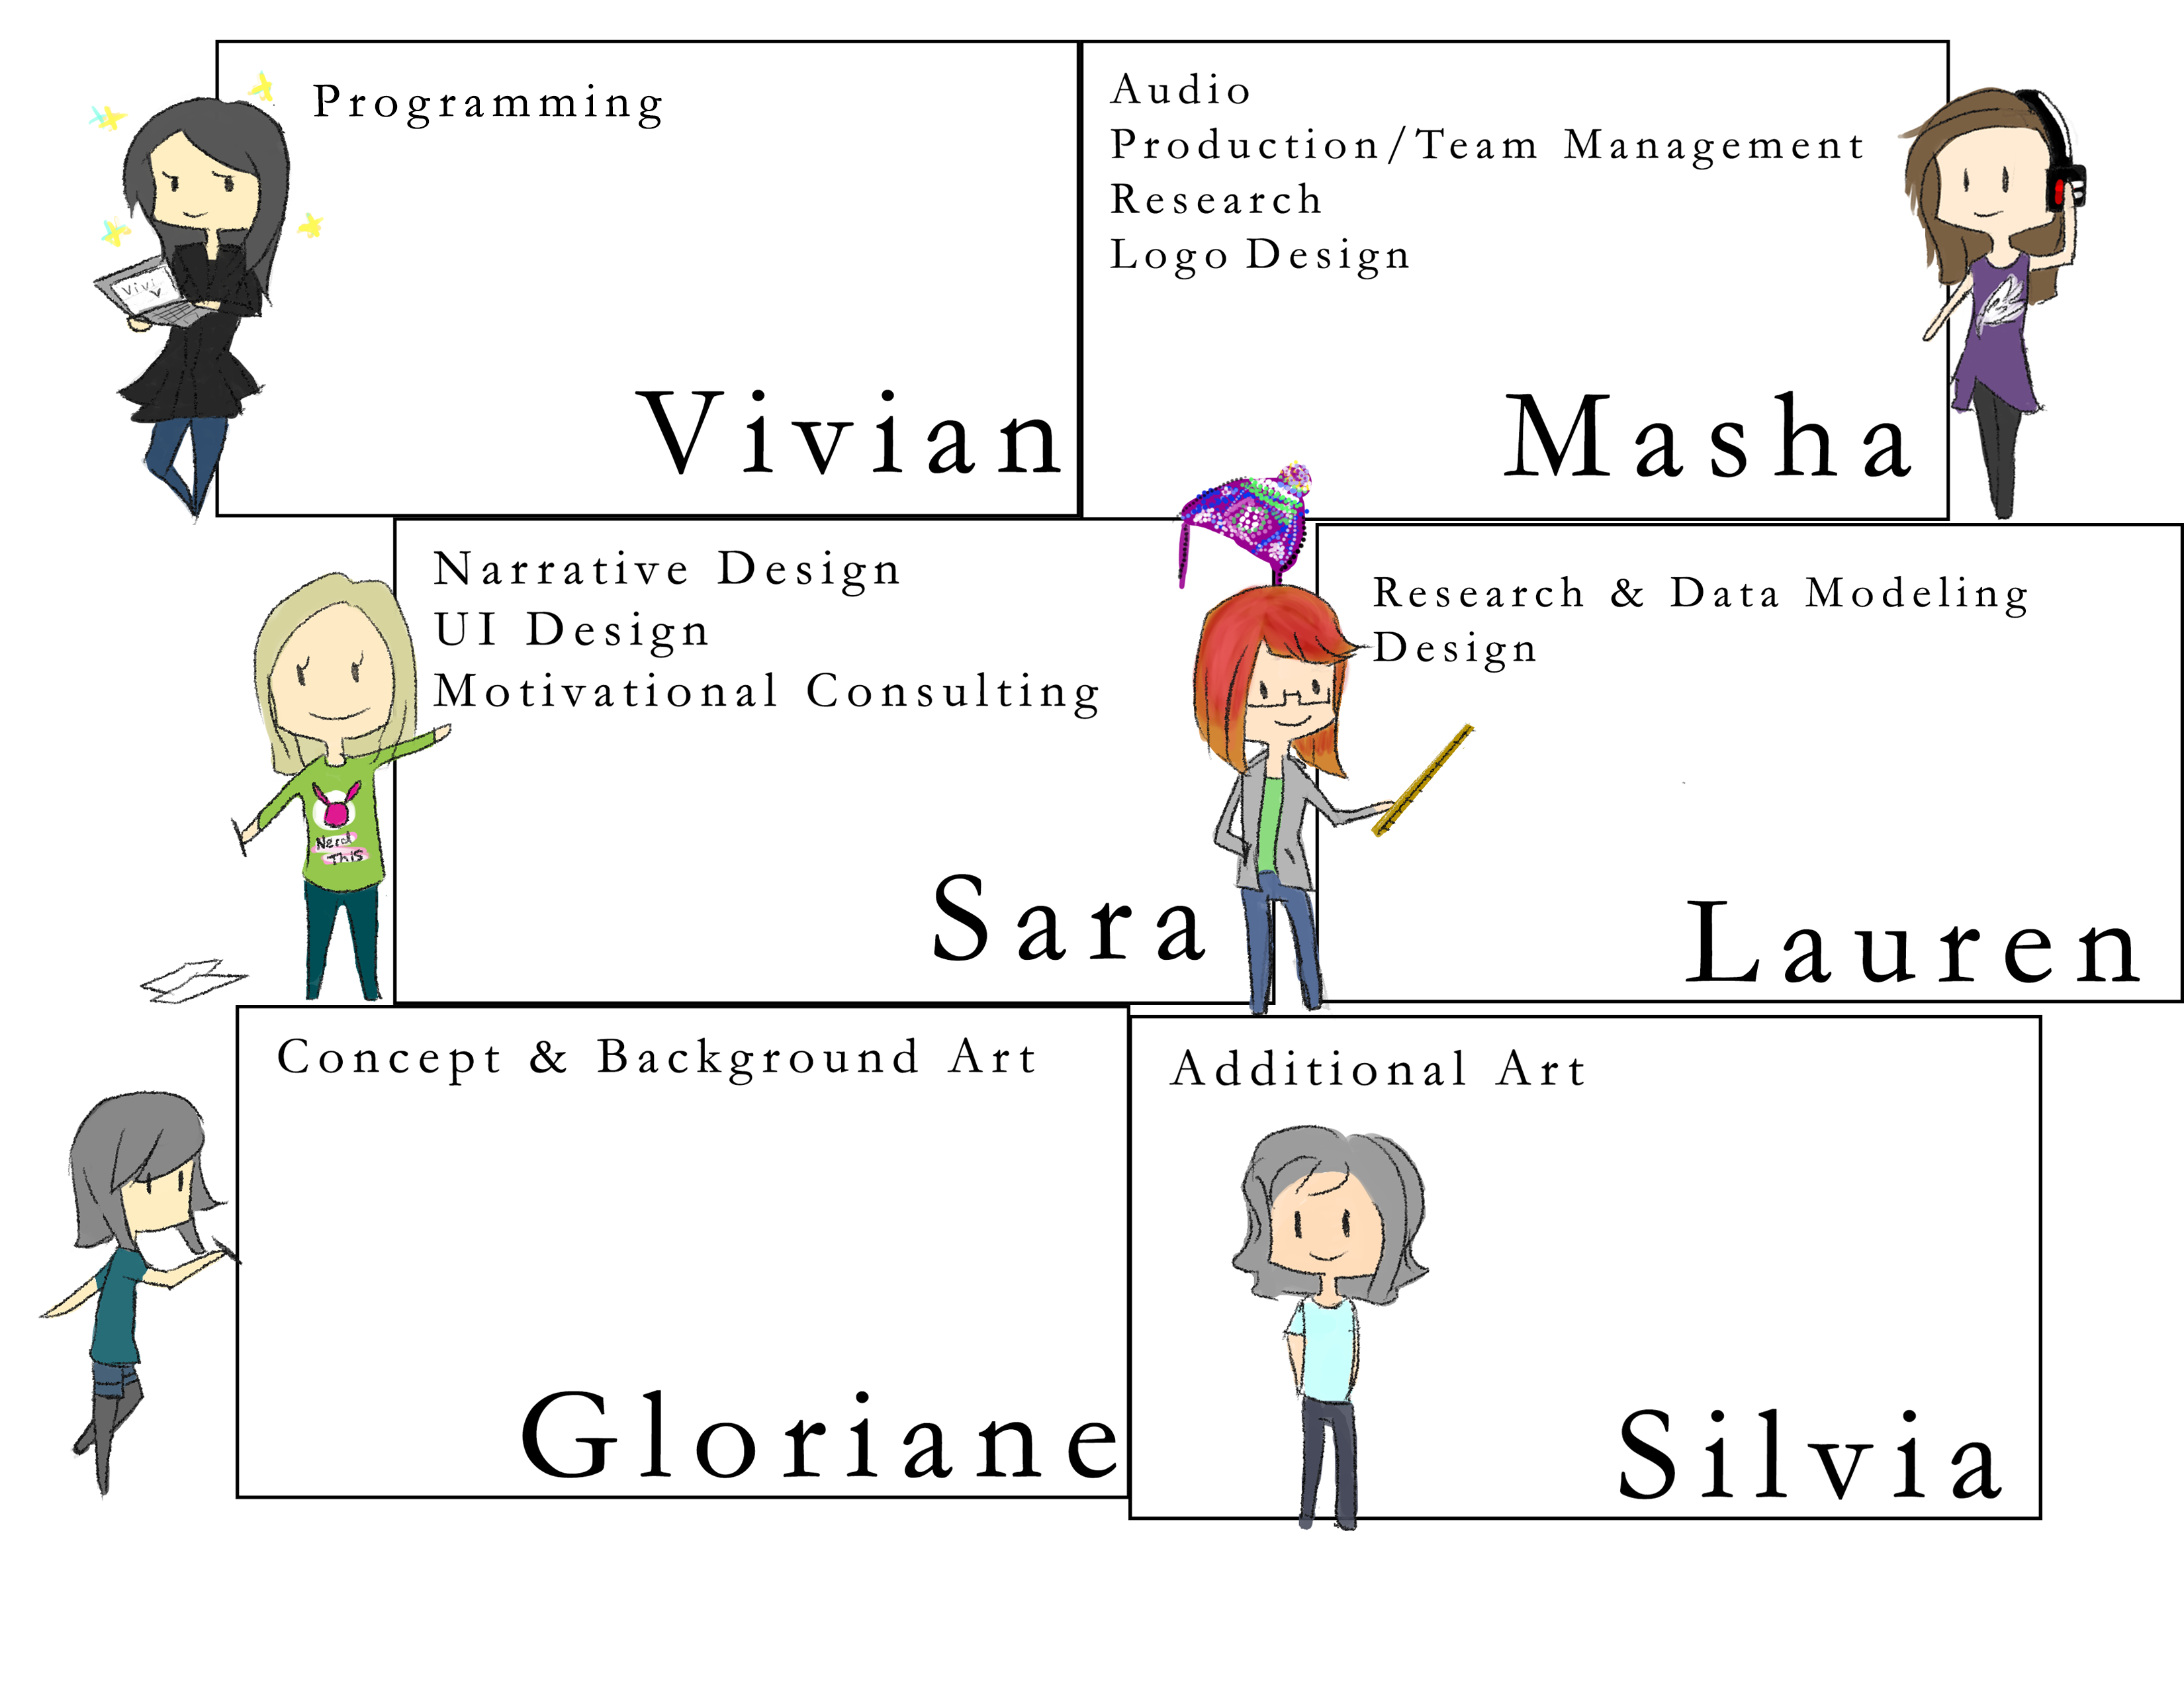 Programming
Vivi
V
Vivian
Audio
Production/Team Management
Research
Logo Design
Masha
Narrative Design
UI Design
Motivational Consulting
Nerd
This
Sara
Research & Data Modeling
Design
Lauren
Concept & Background Art
Gloriane
Additional Art
Silvia